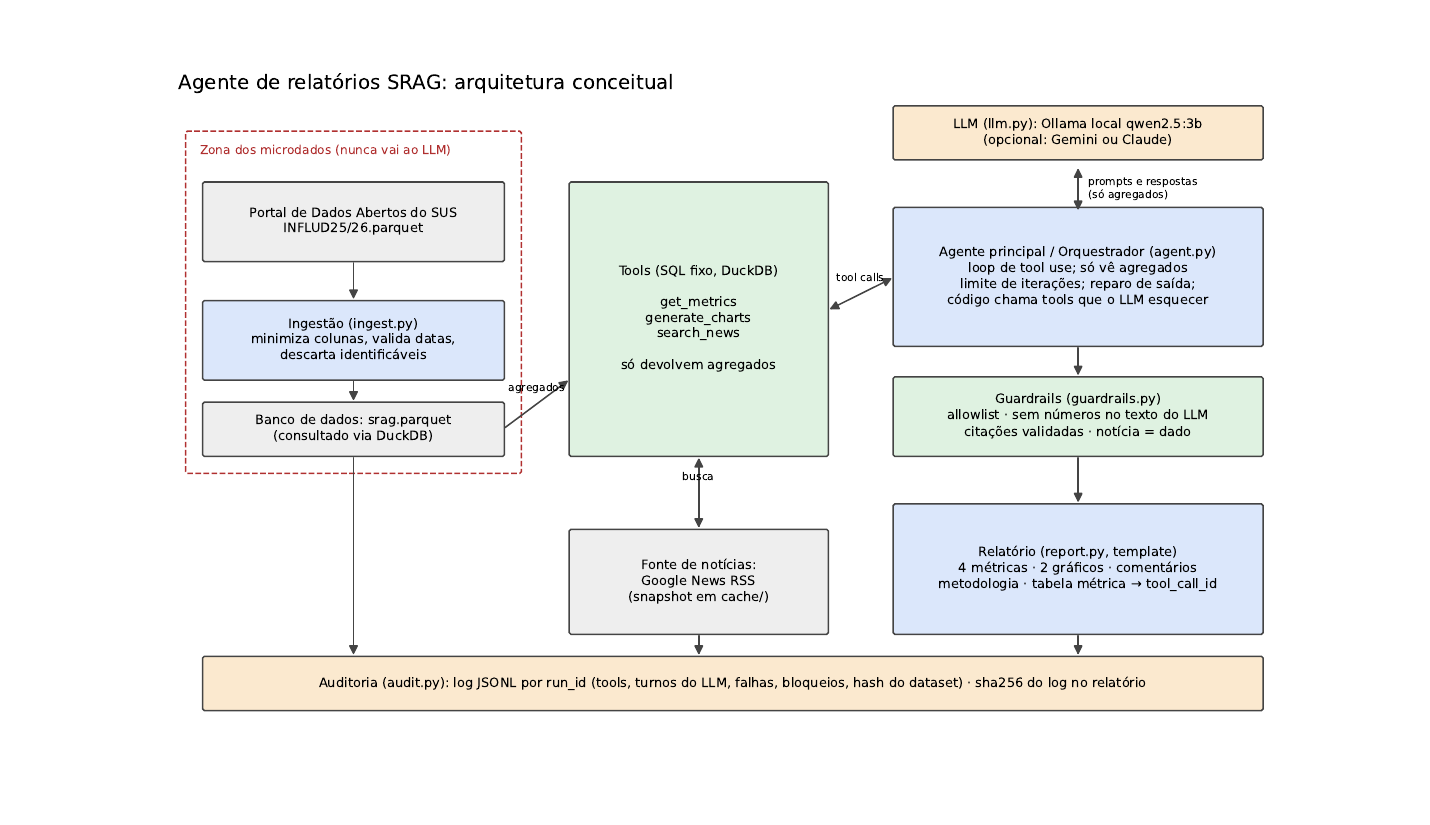 Agente de relatórios SRAG: arquitetura conceitual
Zona dos microdados (nunca vai ao LLM)
Portal de Dados Abertos do SUS
INFLUD25/26.parquet
Ingestão (ingest.py)
minimiza colunas, valida datas,
descarta identificáveis
Banco de dados: srag.parquet
(consultado via DuckDB)
agregados
Tools (SQL fixo, DuckDB)
get_metrics
generate_charts
search_news
só devolvem agregados
busca
Fonte de notícias:
Google News RSS
(snapshot em cache/)
tool calls
LLM (llm.py): Ollama local qwen2.5:3b
(opcional: Gemini ou Claude)
prompts e respostas
(só agregados)
Agente principal / Orquestrador (agent.py)
loop de tool use; só vê agregados
limite de iterações; reparo de saída;
código chama tools que o LLM esquecer
Guardrails (guardrails.py)
allowlist · sem números no texto do LLM
citações validadas · notícia = dado
Relatório (report.py, template)
4 métricas · 2 gráficos · comentários
metodologia · tabela métrica → tool_call_id
Auditoria (audit.py): log JSONL por run_id (tools, turnos do LLM, falhas, bloqueios, hash do dataset) · sha256 do log no relatório